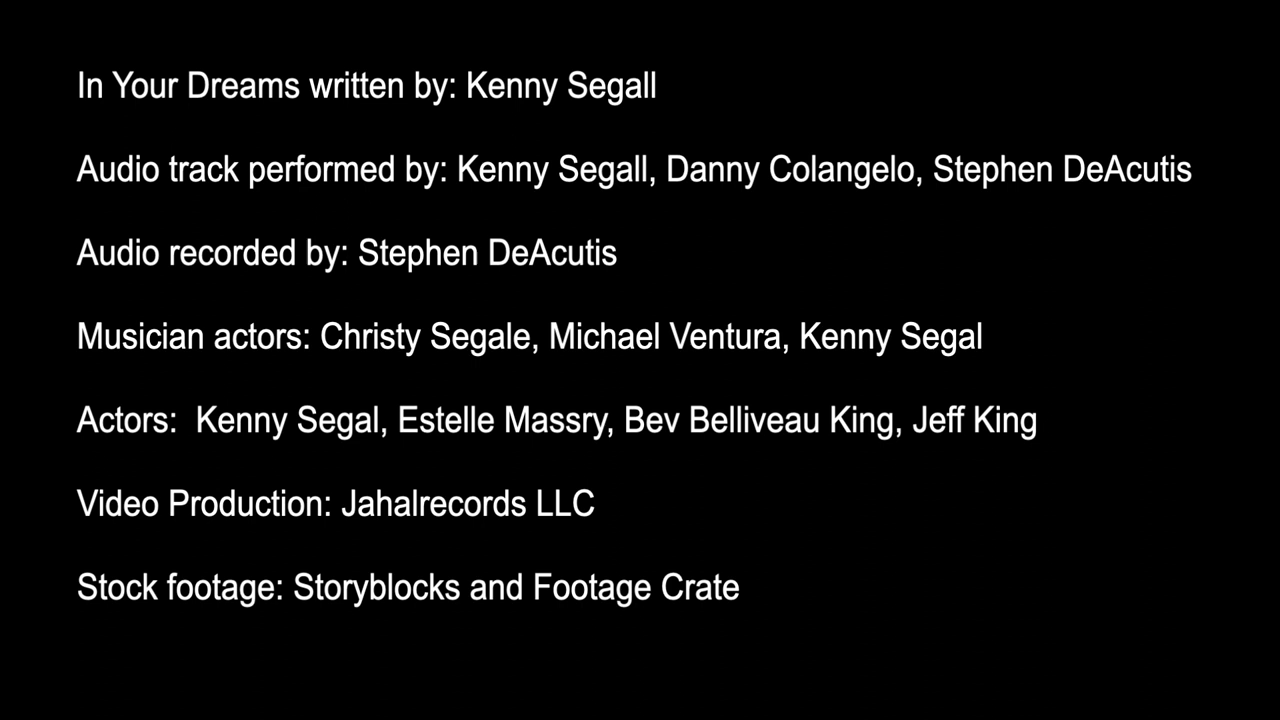 In Your Dreams written by: Kenny Segall
Audio track performed by: Kenny Segall, Danny Colangelo, Stephen DeAcutis
Audio recorded by: Stephen DeAcutis
Musician actors: Christy Segale, Michael Ventura, Kenny Segal
Actors:  Kenny Segal, Estelle Massry, Bev Belliveau King, Jeff King
Video Production: Jahalrecords LLC
Stock footage: Storyblocks and Footage Crate